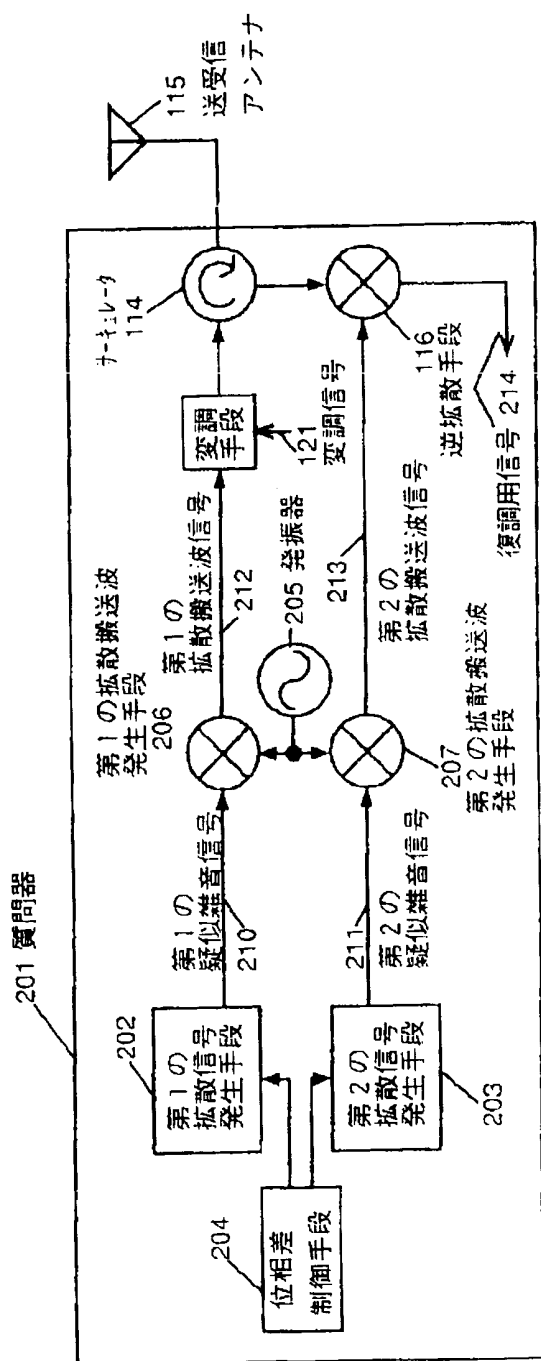 201 質問器
204
位相差
制御手段
202
第1の
拡散信号
発生手段
第2の
拡散信号
発生手段
203
第1の
疑似雑音信号
210
211
第2の
疑似雑音信号
第1の拡散搬送波
発生手段
206
205 発振器
207
第2の拡散搬送波
発生手段
第1の
拡散搬送波信号
212
213
第2の
拡散搬送波信号
変調
手段
121
変調信号
サーキュレータ
114
116
逆拡散手段
復調用信号 214
115
送受信
アンテナ